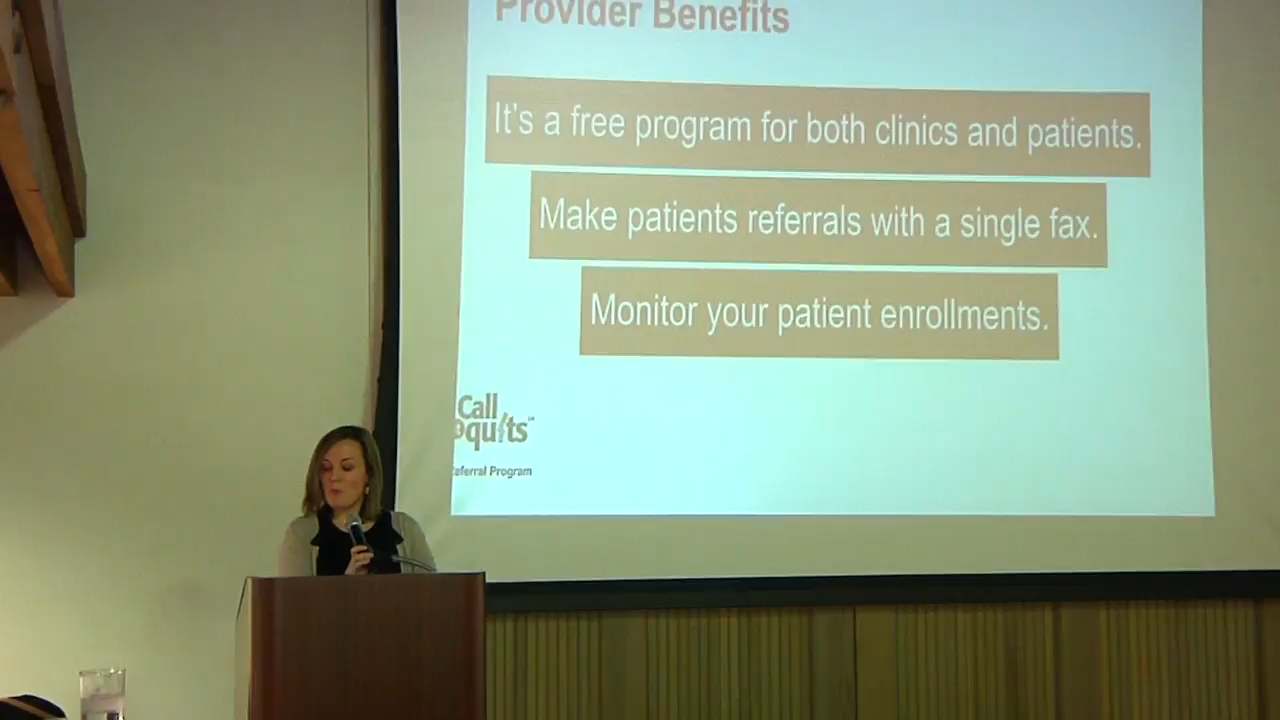 Provider Benefits
It's a free program for both clinics and patients.
Make patients referrals with a single fax.
Monitor your patient enrollments.
Call
quits
Referral Program